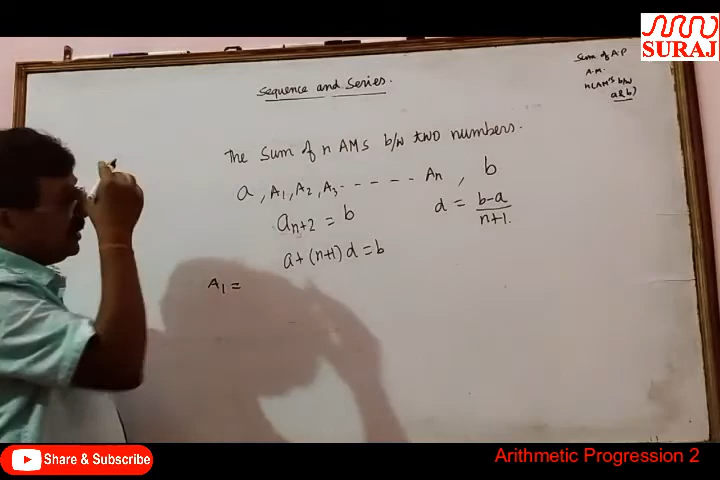 SURAJ
Sequence and Series.
Sum of A.P
A.M.
n(AM's b/w
a & b)
The Sum of n AMS b/w two numbers.
a, A1, A2, A3 - - - - - An, b
an+2 = b
d = b-a / n+1.
a + (n+1) d = b
A1 =
Share & Subscribe
Arithmetic Progression 2